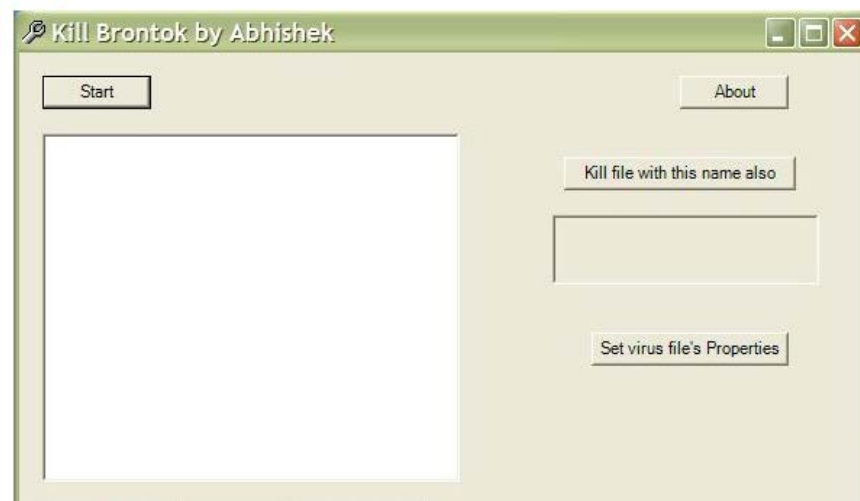 Kill Brontok by Abhishek
Start
About
Kill file with this name also
Set virus file's Properties